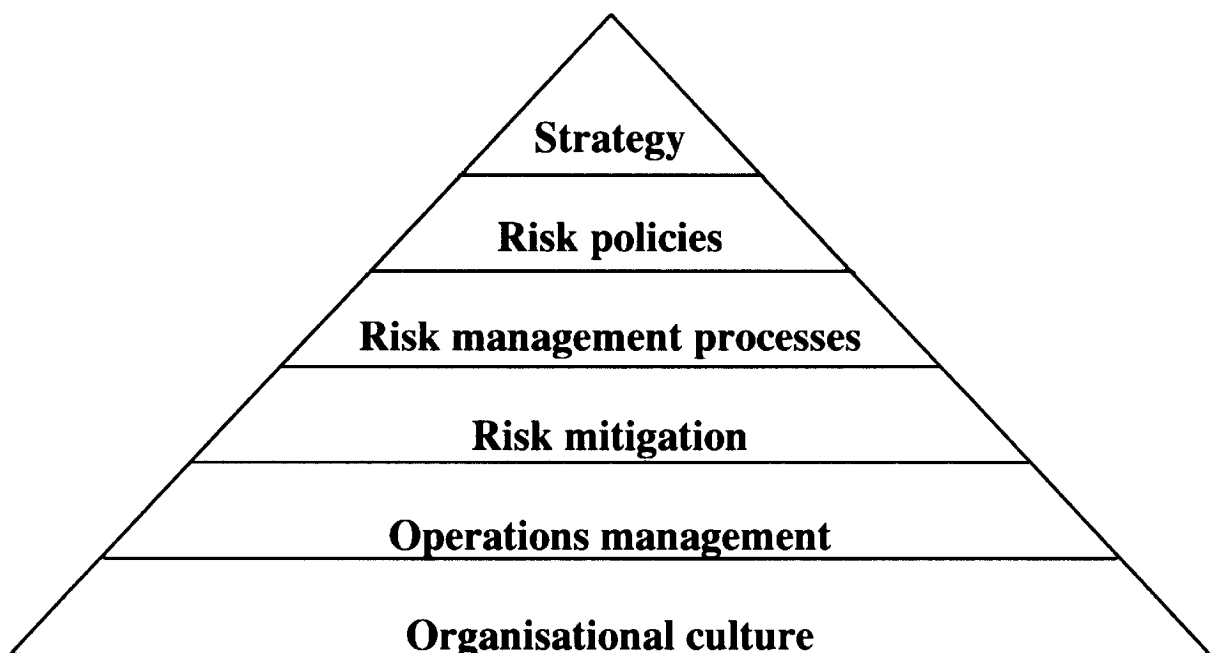 Strategy
Risk policies
Risk management processes
Risk mitigation
Operations management
Organisational culture